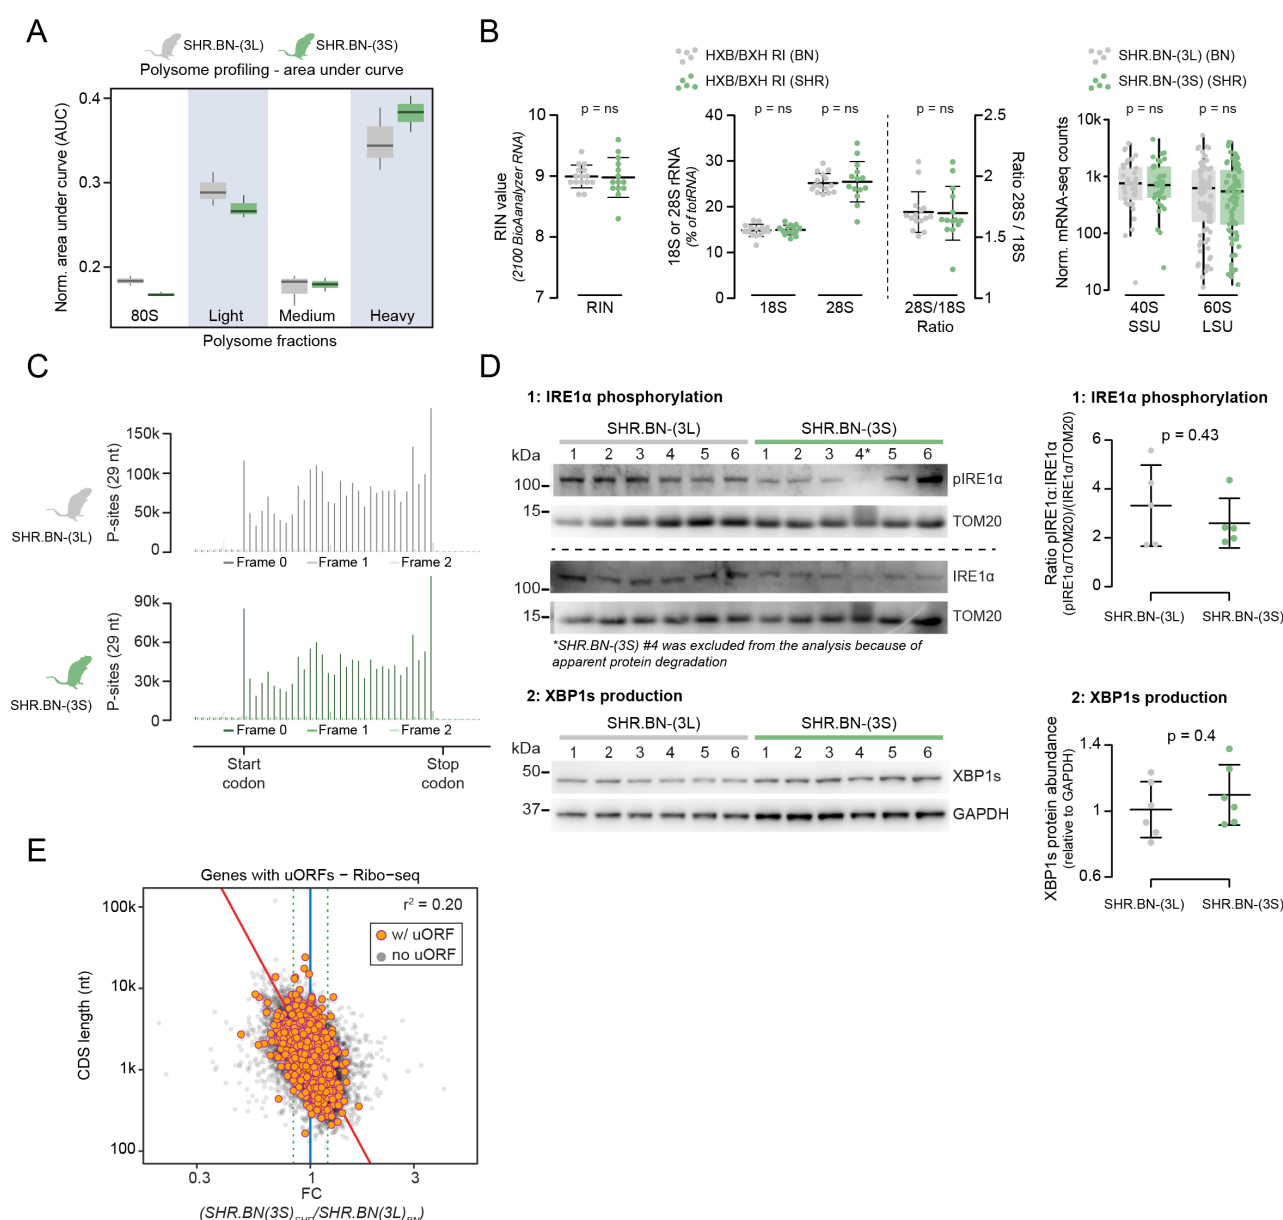 A
SHR.BN-(3L)
SHR.BN-(3S)
Polysome profiling - area under curve
Norm. area under curve (AUC)
0.4
0.3
0.2
80S
Light
Medium
Heavy
Polysome fractions
B
HXB/BXH RI (BN)
HXB/BXH RI (SHR)
SHR.BN-(3L) (BN)
SHR.BN-(3S) (SHR)
p = ns
p = ns
p = ns
p = ns
p = ns
p = ns
RIN value
(2100 BioAanalyzer RNA)
10
9
8
7
RIN
18S or 28S rRNA
(% of totRNA)
40
30
20
10
0
18S
28S
28S/18S
Ratio
2.5
2
1.5
1
Ratio 28S / 18S
Norm. mRNA-seq counts
10k
1k
100
10
40S
SSU
60S
LSU
C
SHR.BN-(3L)
P-sites (29 nt)
150k
100k
50k
0
Frame 0
Frame 1
Frame 2
SHR.BN-(3S)
P-sites (29 nt)
90k
60k
30k
0
Frame 0
Frame 1
Frame 2
Start
codon
Stop
codon
D
1: IRE1α phosphorylation
SHR.BN-(3L)
SHR.BN-(3S)
kDa
1 2 3 4 5 6 1 2 3 4* 5 6
100
pIRE1α
15
TOM20
100
IRE1α
15
TOM20
*SHR.BN-(3S) #4 was excluded from the analysis because of
apparent protein degradation
1: IRE1α phosphorylation
Ratio pIRE1α:IRE1α
(pIRE1α/TOM20)/(IRE1α/TOM20)
p = 0.43
6
4
2
0
SHR.BN-(3L)
SHR.BN-(3S)
2: XBP1s production
SHR.BN-(3L)
SHR.BN-(3S)
kDa
1 2 3 4 5 6 1 2 3 4 5 6
50
XBP1s
37
GAPDH
2: XBP1s production
XBP1s protein abundance
(relative to GAPDH)
p = 0.4
1.4
1
0.6
SHR.BN-(3L)
SHR.BN-(3S)
E
Genes with uORFs − Ribo−seq
r² = 0.20
w/ uORF
no uORF
CDS length (nt)
100k
10k
1k
100
0.3
1
3
FC
(SHR.BN(3S)SHR/SHR.BN(3L)BN)